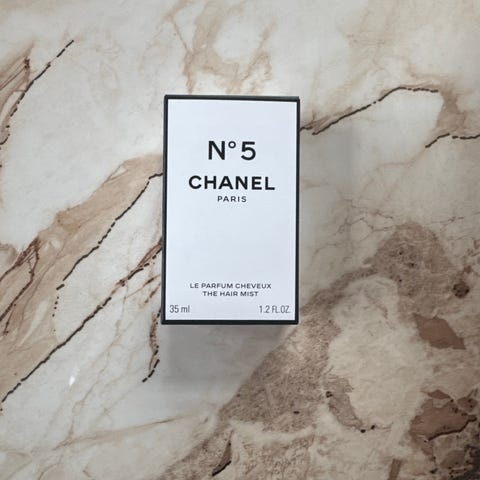 N°5
CHANEL
PARIS
LE PARFUM CHEVEUX
THE HAIR MIST
35 ml 1.2 FL.OZ.